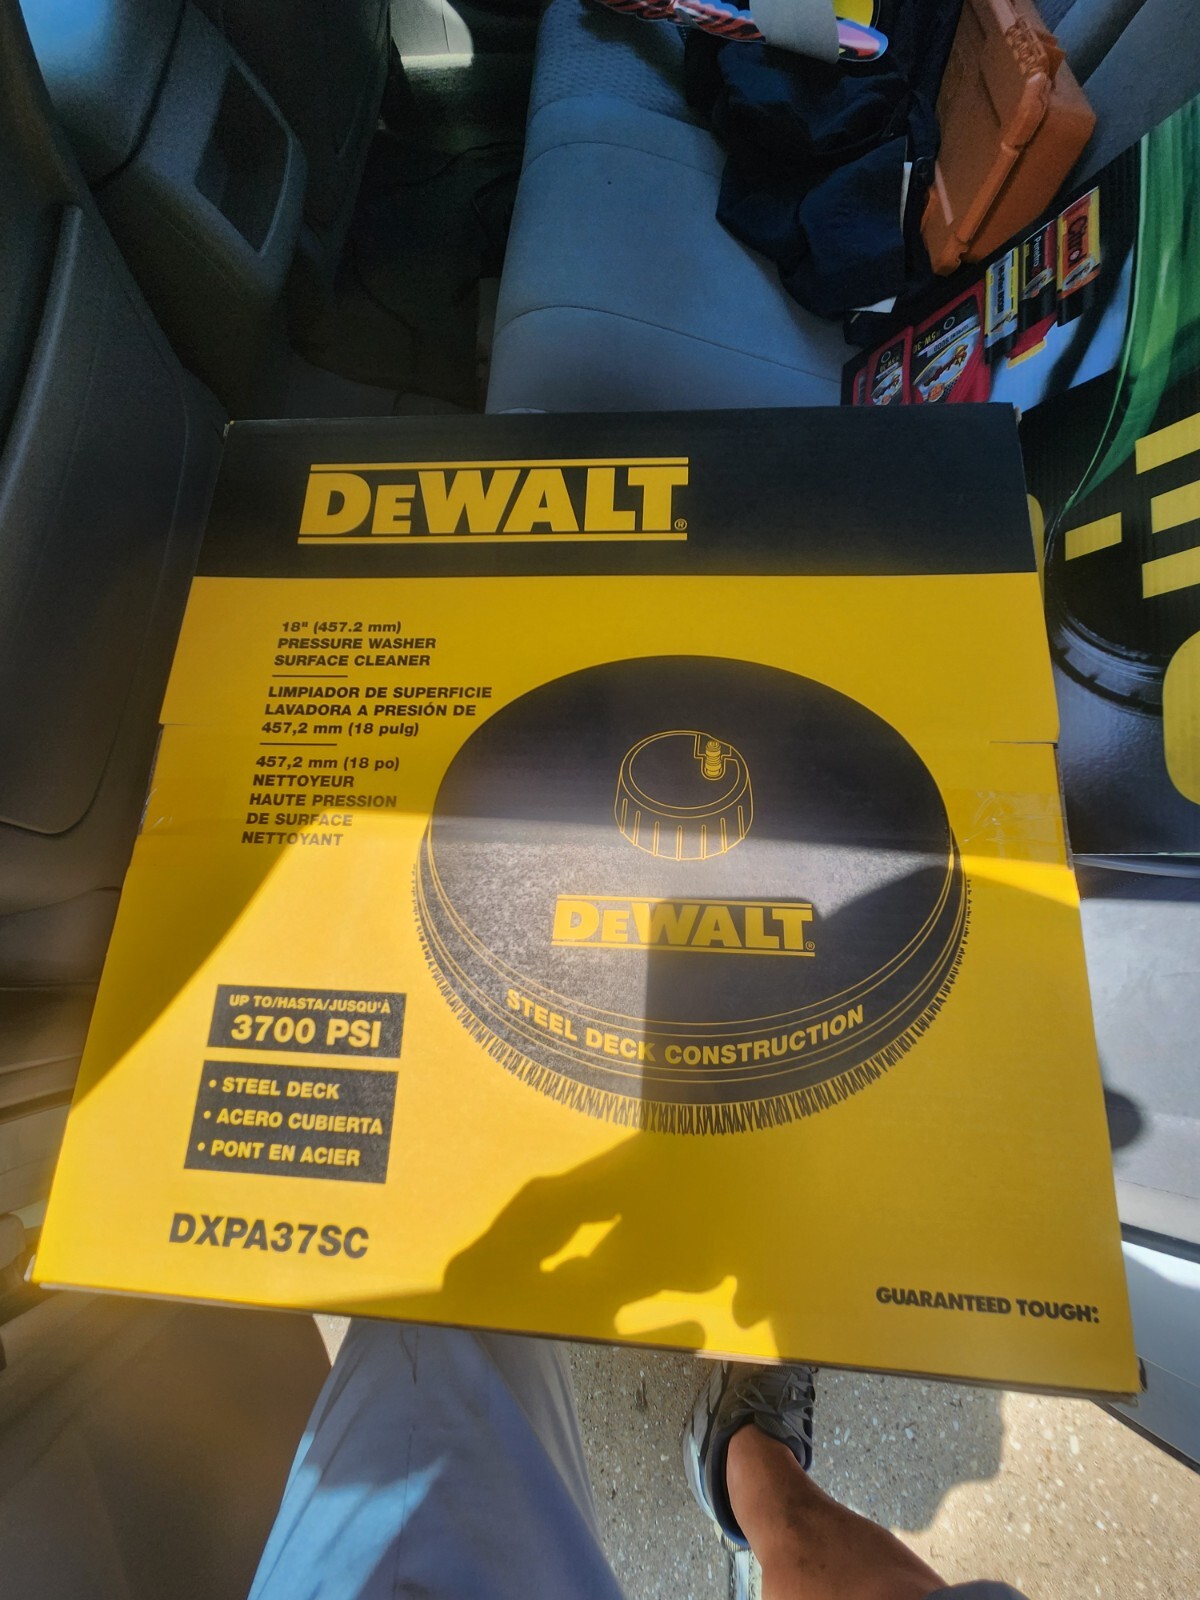 DEWALT®
18" (457.2 mm)
PRESSURE WASHER
SURFACE CLEANER
LIMPIADOR DE SUPERFICIE
LAVADORA A PRESIÓN DE
457,2 mm (18 pulg)
457,2 mm (18 po)
NETTOYEUR
HAUTE PRESSION
DE SURFACE
NETTOYANT
DEWALT®
STEEL DECK CONSTRUCTION
UP TO/HASTA/JUSQU'À
3700 PSI
• STEEL DECK
• ACERO CUBIERTA
• PONT EN ACIER
DXPA37SC
GUARANTEED TOUGH: